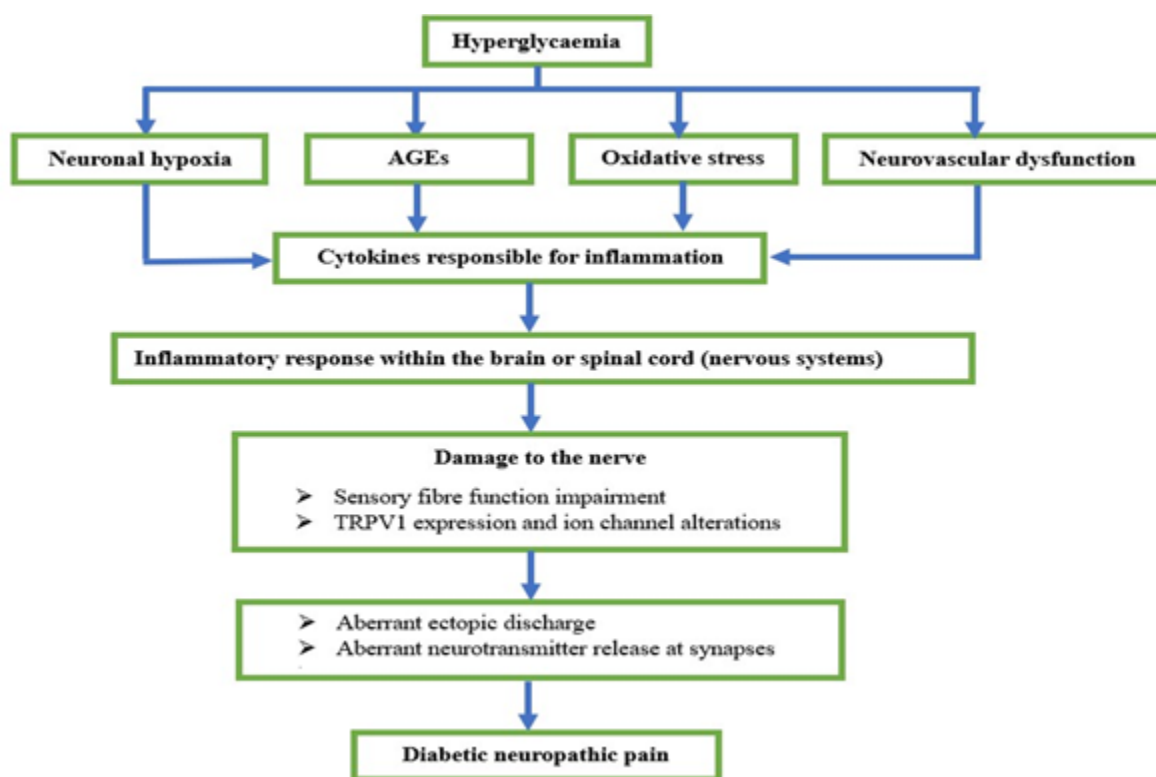 Hyperglycaemia
Neuronal hypoxia
AGEs
Oxidative stress
Neurovascular dysfunction
Cytokines responsible for inflammation
Inflammatory response within the brain or spinal cord (nervous systems)
Damage to the nerve
➤ Sensory fibre function impairment
➤ TRPV1 expression and ion channel alterations
➤ Aberrant ectopic discharge
➤ Aberrant neurotransmitter release at synapses
Diabetic neuropathic pain